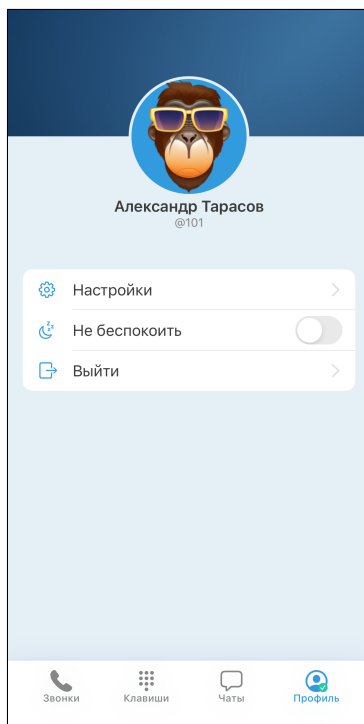 Александр Тарасов
@101
Настройки
Не беспокоить
Выйти
Звонки
Клавиши
Чаты
Профиль